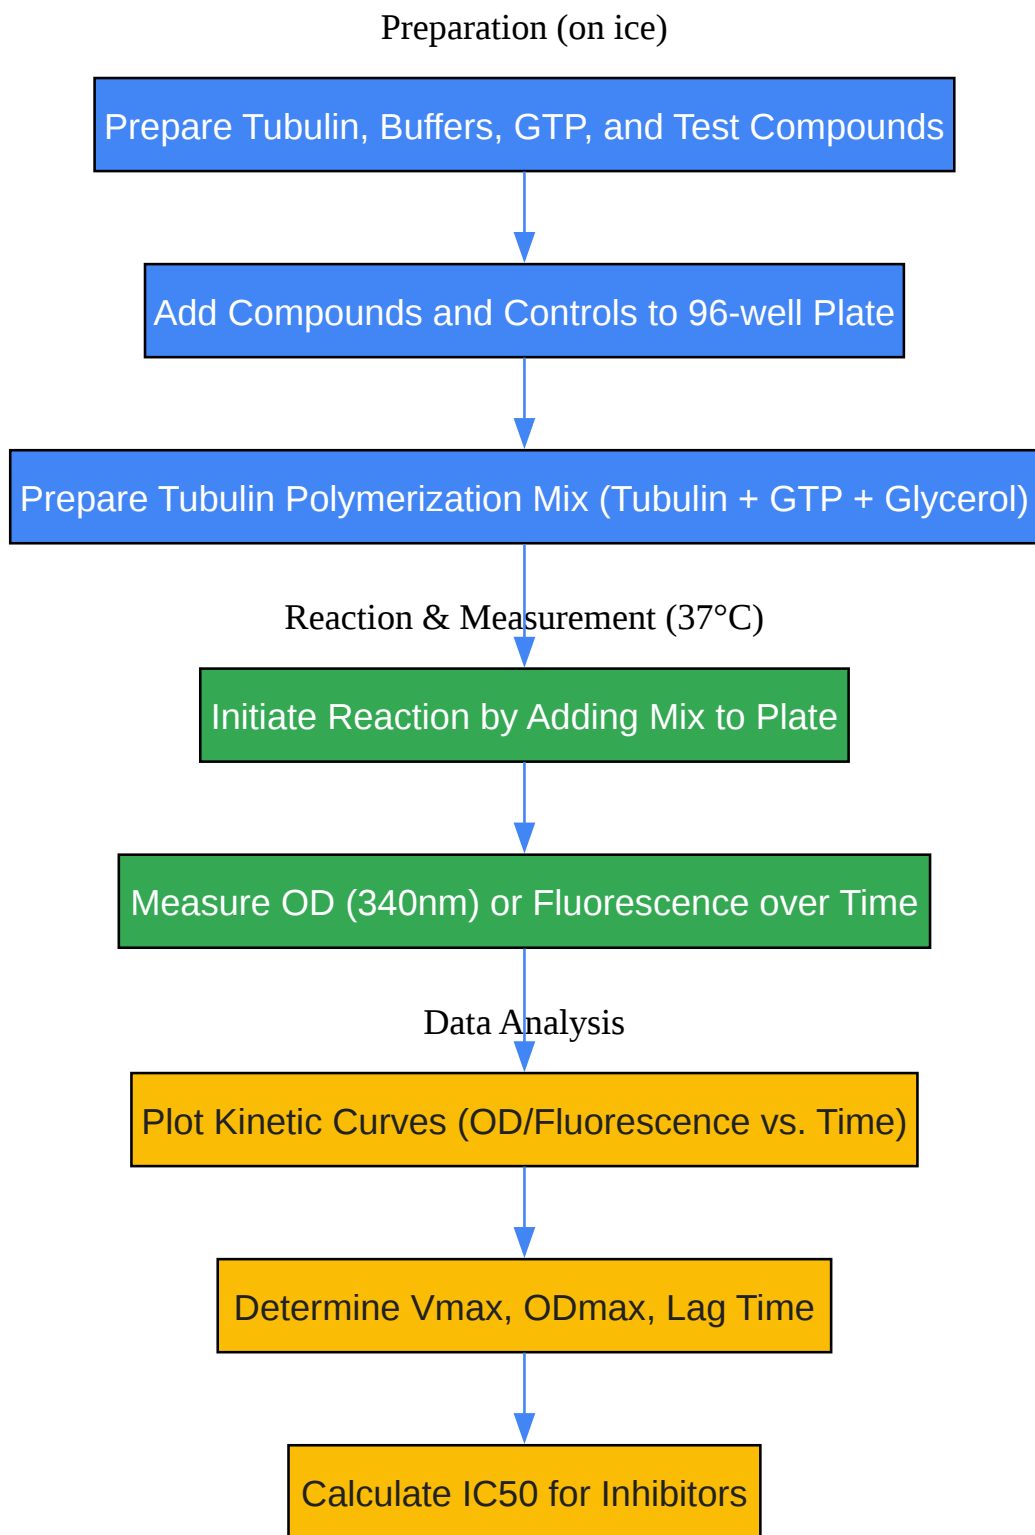 Preparation (on ice)
Prepare Tubulin, Buffers, GTP, and Test Compounds
Add Compounds and Controls to 96-well Plate
Prepare Tubulin Polymerization Mix (Tubulin + GTP + Glycerol)
Reaction & Measurement (37°C)
Initiate Reaction by Adding Mix to Plate
Measure OD (340nm) or Fluorescence over Time
Data Analysis
Plot Kinetic Curves (OD/Fluorescence vs. Time)
Determine Vmax, ODmax, Lag Time
Calculate IC50 for Inhibitors